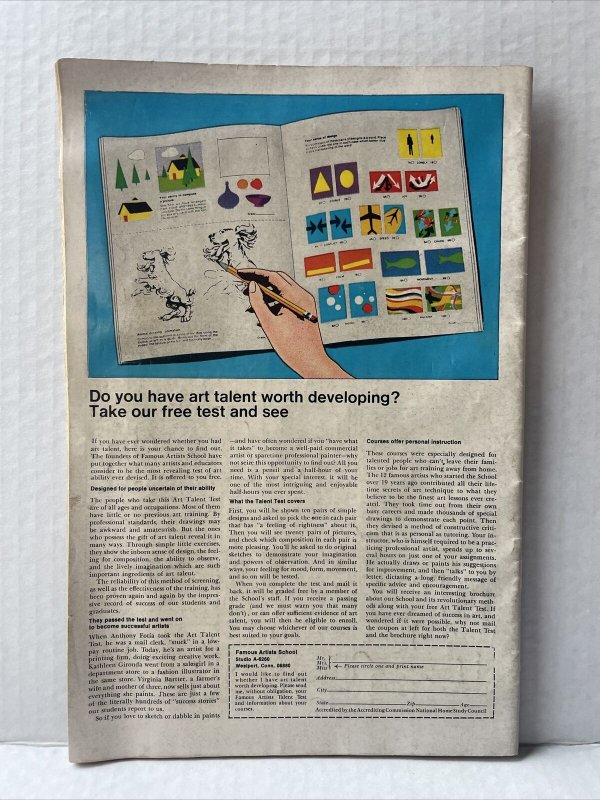 Your sense of design
Your ability to compose
a picture
Do you have art talent worth developing?
Take our free test and see
If you have ever wondered whether you had
art talent, here is your chance to find out.
The founders of Famous Artists School have
put together what many artists and educators
consider to be the most revealing test of art
ability ever devised. It is offered to you free.
Designed for people uncertain of their ability
The people who take this Art Talent Test
are of all ages and occupations. Most of them
have little or no previous art training. By
professional standards, their drawings may
be awkward and amateurish. But the ones
who possess the gift of art talent reveal it in
many ways. Through simple little exercises,
they show the inborn sense of design, the feel-
ing for composition, the ability to observe,
and the lively imagination which are such
important ingredients of art talent.
The reliability of this method of screening,
as well as the effectiveness of the training, has
been proven again and again by the impres-
sive record of success of our students and
graduates.
They passed the test and went on
to become successful artists
When Anthony Fotia took the Art Talent
Test, he was a mail clerk, "stuck" in a low-
pay routine job. Today, he's an artist for a
printing firm, doing exciting creative work.
Kathleen Gironda went from a salesgirl in a
department store to a fashion illustrator in
the same store. Virginia Bartter, a farmer's
wife and mother of three, now sells just about
everything she paints. These are just a few
of the literally hundreds of "success stories"
our students report to us.
So if you love to sketch or dabble in paints
—and have often wondered if you "have what
it takes" to become a well-paid commercial
artist or sparetime professional painter—why
not seize this opportunity to find out? All you
need is a pencil and a half-hour of your
time. With your special interest, it will be
one of the most intriguing and enjoyable
half-hours you ever spent.
What the Talent Test covers
First, you will be shown ten pairs of simple
designs and asked to pick the one in each pair
that has "a feeling of rightness" about it.
Then you will see twenty pairs of pictures,
and check which composition in each pair is
more pleasing. You'll be asked to do original
sketches to demonstrate your imagination
and powers of observation. And in similar
ways, your feeling for mood, form, movement,
and so on will be tested.
When you complete the test and mail it
back, it will be graded free by a member of
the School's staff. If you receive a passing
grade (and we must warn you that many
don't), or can offer sufficient evidence of art
talent, you will then be eligible to enroll.
You may choose whichever of our courses is
best suited to your goals.
Courses offer personal instruction
These courses were especially designed for
talented people who can't leave their fami-
lies or jobs for art training away from home.
The 12 famous artists who started the School
over 19 years ago contributed all their life-
time secrets of art technique to what they
believe to be the finest art lessons ever cre-
ated. They took time out from their own
busy careers and made thousands of special
drawings to demonstrate each point. Then
they devised a method of constructive criti-
cism that is as personal as tutoring. Your in-
structor, who is himself required to be a prac-
ticing professional artist, spends up to sev-
eral hours on just one of your assignments.
He actually draws or paints his suggestions
for improvement, and then "talks" to you by
letter, dictating a long, friendly message of
specific advice and encouragement.
You will receive an interesting brochure
about our School and its revolutionary meth-
ods along with your free Art Talent Test. If
you have ever dreamed of success in art, and
wondered if it were possible, why not mail
the coupon at left for both the Talent Test
and the brochure right now?
Famous Artists School
Studio A-6260
Westport, Conn. 06880
I would like to find out
whether I have art talent
worth developing. Please send
me, without obligation, your
Famous Artists Talent Test
and information about your
courses.
Mr.
Mrs.
Miss
Please circle one and print name
Address
City
State Zip Age
Accredited by the Accrediting Commission National Home Study Council